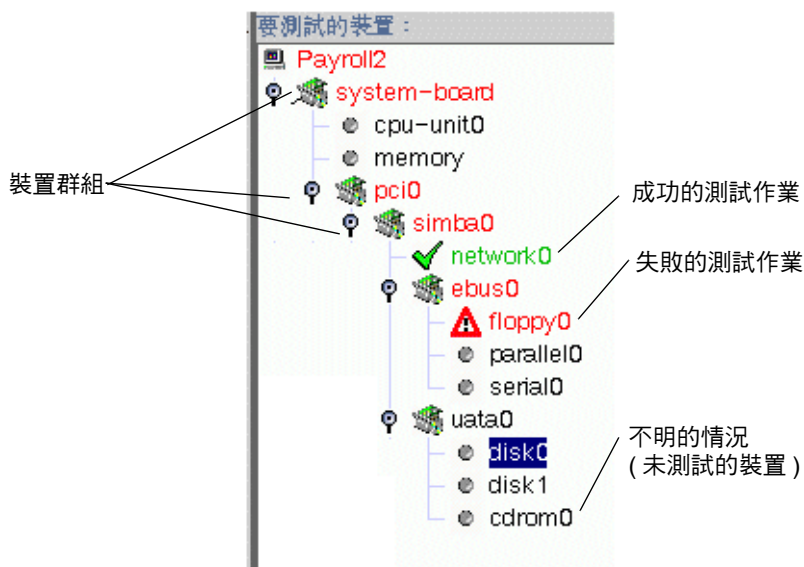 要測試的裝置：
Payroll2
system-board
cpu-unit0
memory
裝置群組
pci0
成功的測試作業
simba0
network0
失敗的測試作業
ebus0
floppy0
parallel0
serial0
uata0
不明的情況
(未測試的裝置)
disk0
disk1
cdrom0